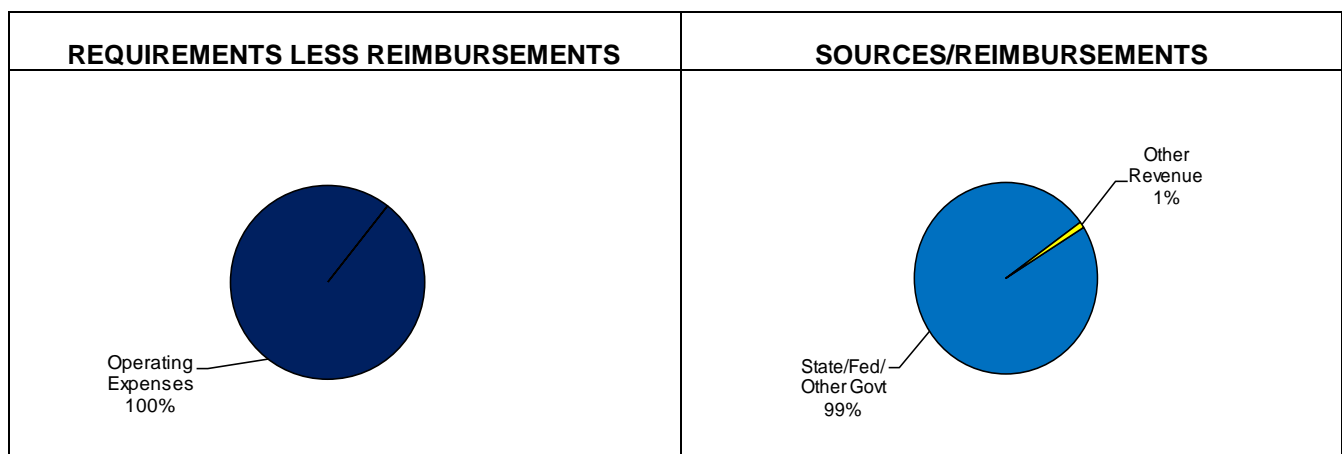 REQUIREMENTS LESS REIMBURSEMENTS
Operating
Expenses
100%
SOURCES/REIMBURSEMENTS
Other
Revenue
1%
State/Fed/
Other Govt
99%